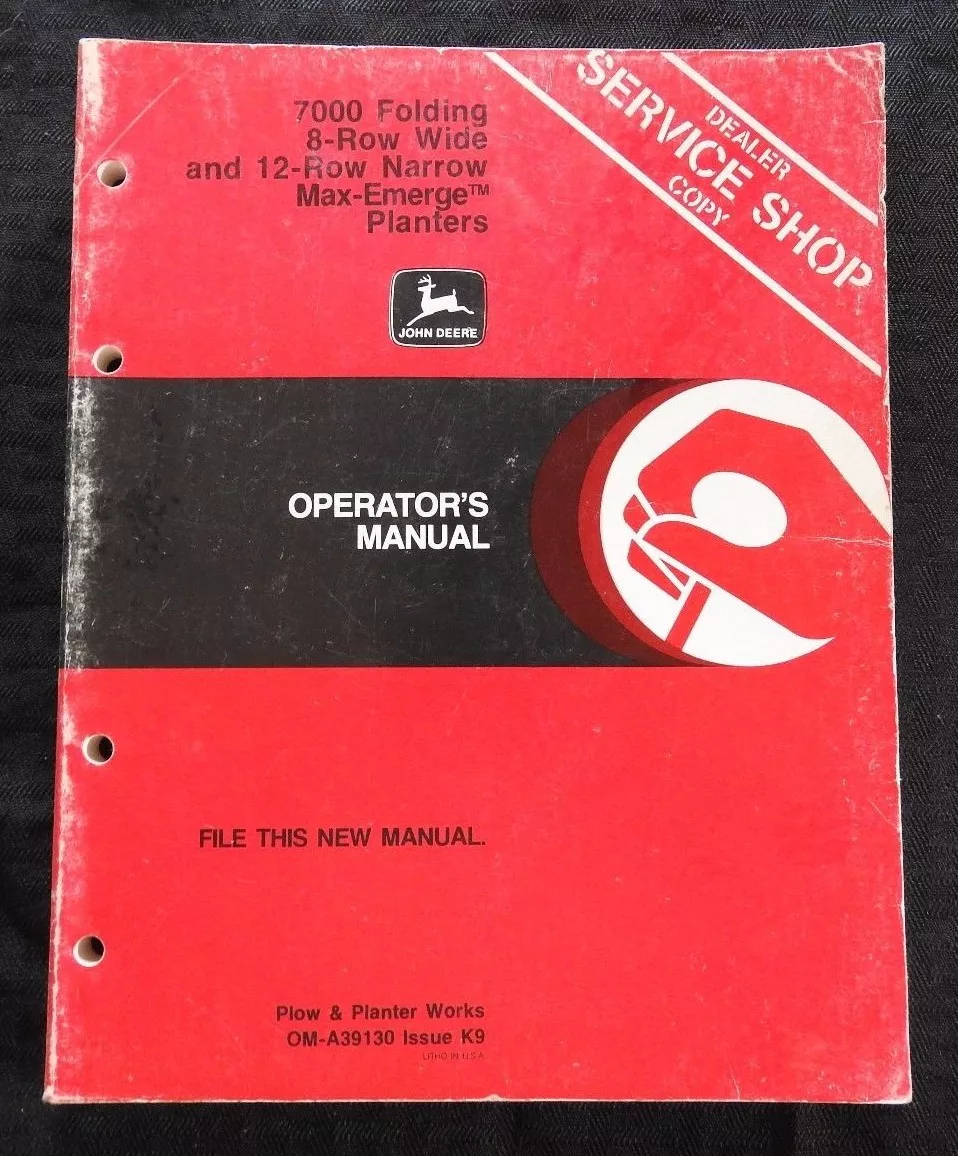 7000 Folding
8-Row Wide
and 12-Row Narrow
Max-Emerge™
Planters
DEALER
SERVICE SHOP
COPY
JOHN DEERE
OPERATOR'S
MANUAL
FILE THIS NEW MANUAL.
Plow & Planter Works
OM-A39130 Issue K9
LITHO IN U.S.A.